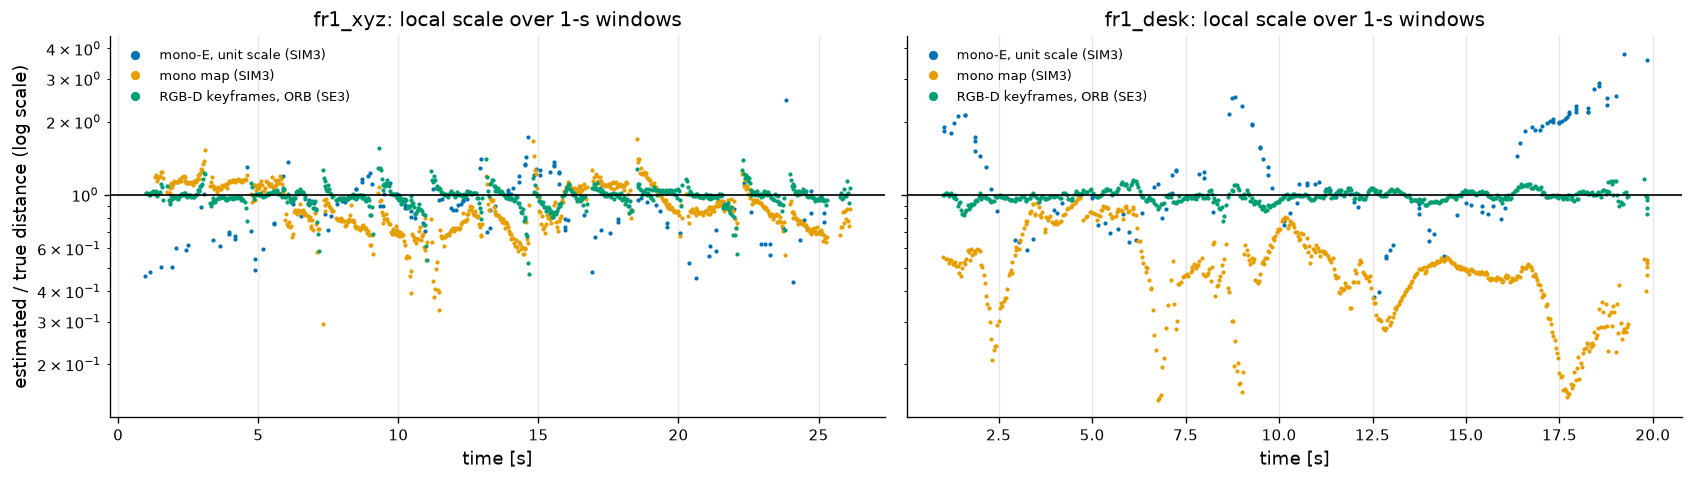 fr1_xyz: local scale over 1-s windows
mono-E, unit scale (SIM3)
mono map (SIM3)
RGB-D keyframes, ORB (SE3)
estimated / true distance (log scale)
4 × 10⁰
3 × 10⁰
2 × 10⁰
10⁰
6 × 10⁻¹
4 × 10⁻¹
3 × 10⁻¹
2 × 10⁻¹
0 5 10 15 20 25
time [s]
fr1_desk: local scale over 1-s windows
mono-E, unit scale (SIM3)
mono map (SIM3)
RGB-D keyframes, ORB (SE3)
2.5 5.0 7.5 10.0 12.5 15.0 17.5 20.0
time [s]